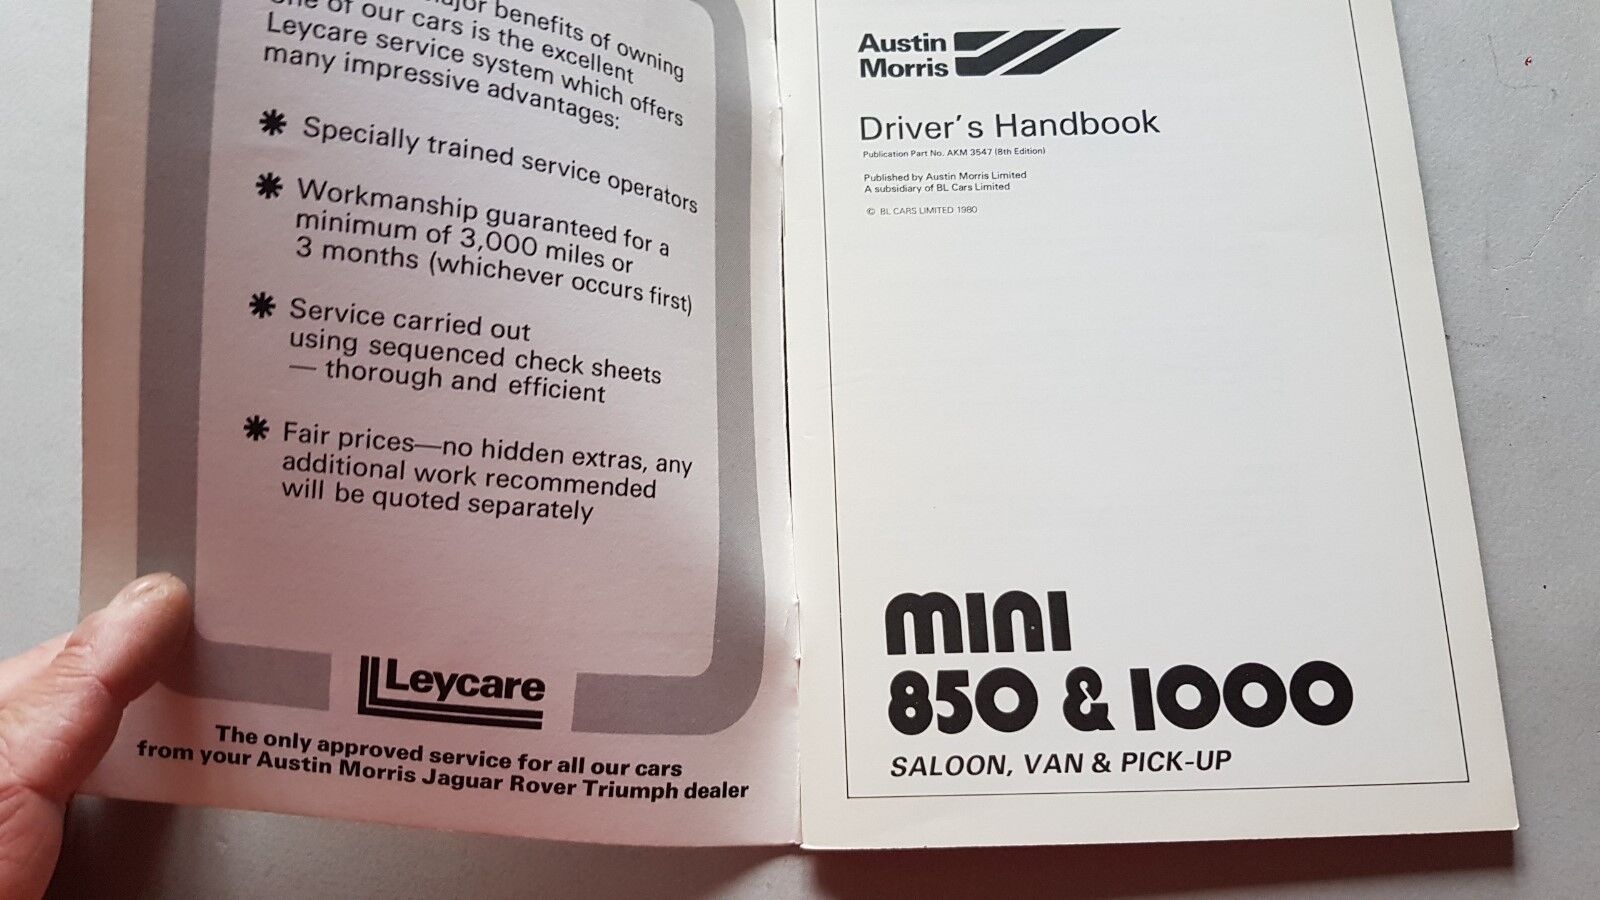 major benefits of owning
one of our cars is the excellent
Leycare service system which offers
many impressive advantages:
Specially trained service operators
Workmanship guaranteed for a
minimum of 3,000 miles or
3 months (whichever occurs first)
Service carried out
using sequenced check sheets
— thorough and efficient
Fair prices—no hidden extras, any
additional work recommended
will be quoted separately
Leycare
The only approved service for all our cars
from your Austin Morris Jaguar Rover Triumph dealer
Austin
Morris
Driver's Handbook
Publication Part No. AKM 3547 (8th Edition)
Published by Austin Morris Limited
A subsidiary of BL Cars Limited
© BL CARS LIMITED 1980
mini
850 & 1000
SALOON, VAN & PICK-UP